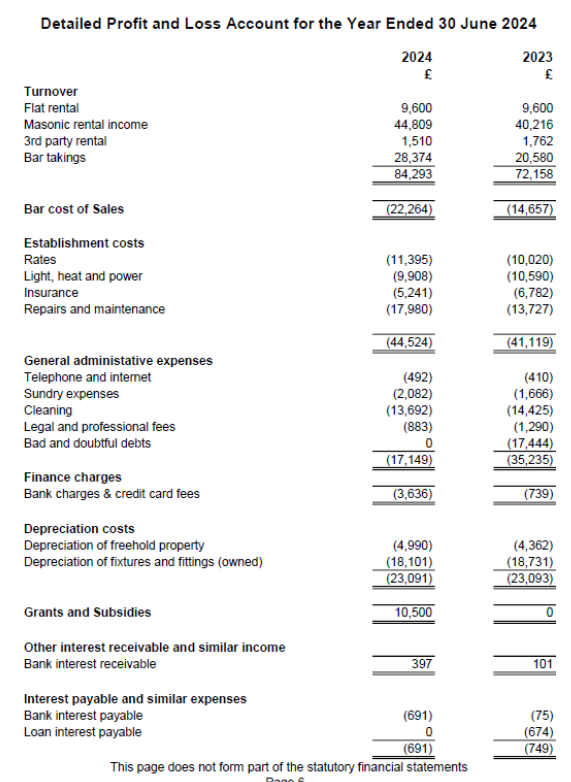 Detailed Profit and Loss Account for the Year Ended 30 June 2024
2024 2023
£ £
Turnover
Flat rental 9,600 9,600
Masonic rental income 44,809 40,216
3rd party rental 1,510 1,762
Bar takings 28,374 20,580
84,293 72,158
Bar cost of Sales (22,264) (14,657)
Establishment costs
Rates (11,395) (10,020)
Light, heat and power (9,908) (10,590)
Insurance (5,241) (6,782)
Repairs and maintenance (17,980) (13,727)
(44,524) (41,119)
General administative expenses
Telephone and internet (492) (410)
Sundry expenses (2,082) (1,666)
Cleaning (13,692) (14,425)
Legal and professional fees (883) (1,290)
Bad and doubtful debts 0 (17,444)
(17,149) (35,235)
Finance charges
Bank charges & credit card fees (3,636) (739)
Depreciation costs
Depreciation of freehold property (4,990) (4,362)
Depreciation of fixtures and fittings (owned) (18,101) (18,731)
(23,091) (23,093)
Grants and Subsidies 10,500 0
Other interest receivable and similar income
Bank interest receivable 397 101
Interest payable and similar expenses
Bank interest payable (691) (75)
Loan interest payable 0 (674)
(691) (749)
This page does not form part of the statutory financial statements
Page 6